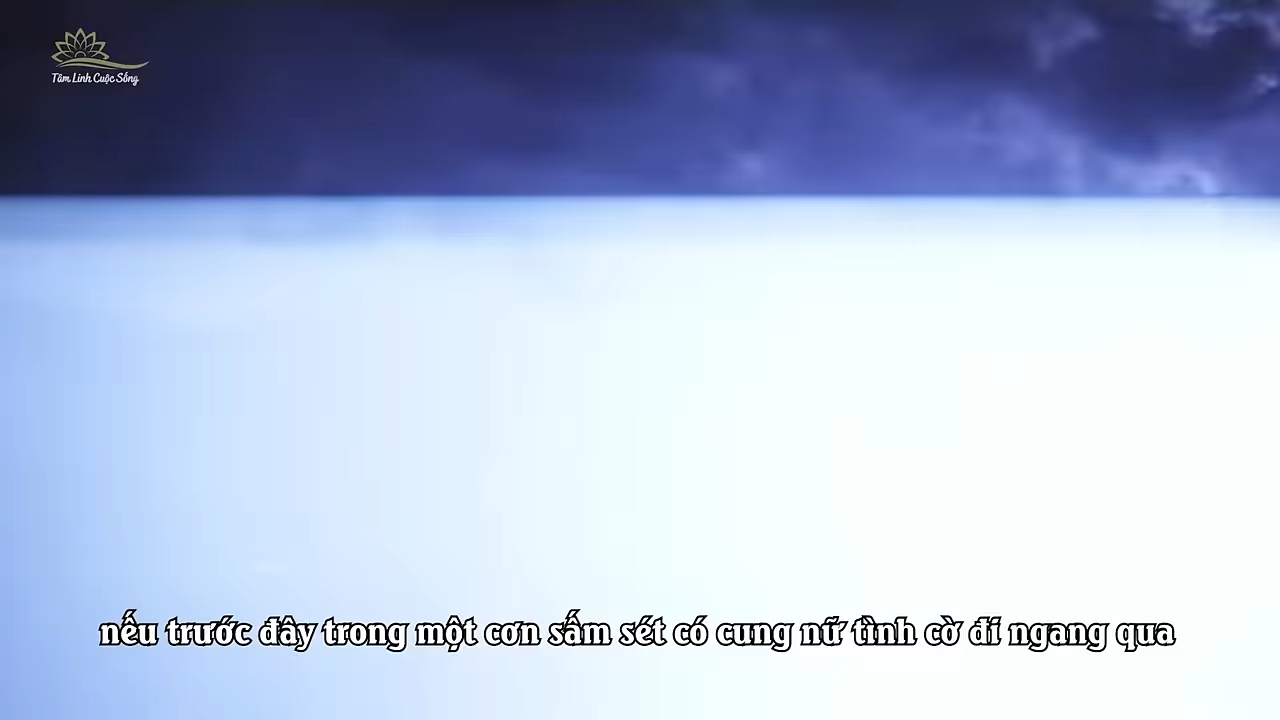 Tâm Linh Cuộc Sống
nếu trước đây trong một cơn sấm sét có cung nữ tình cờ đi ngang qua